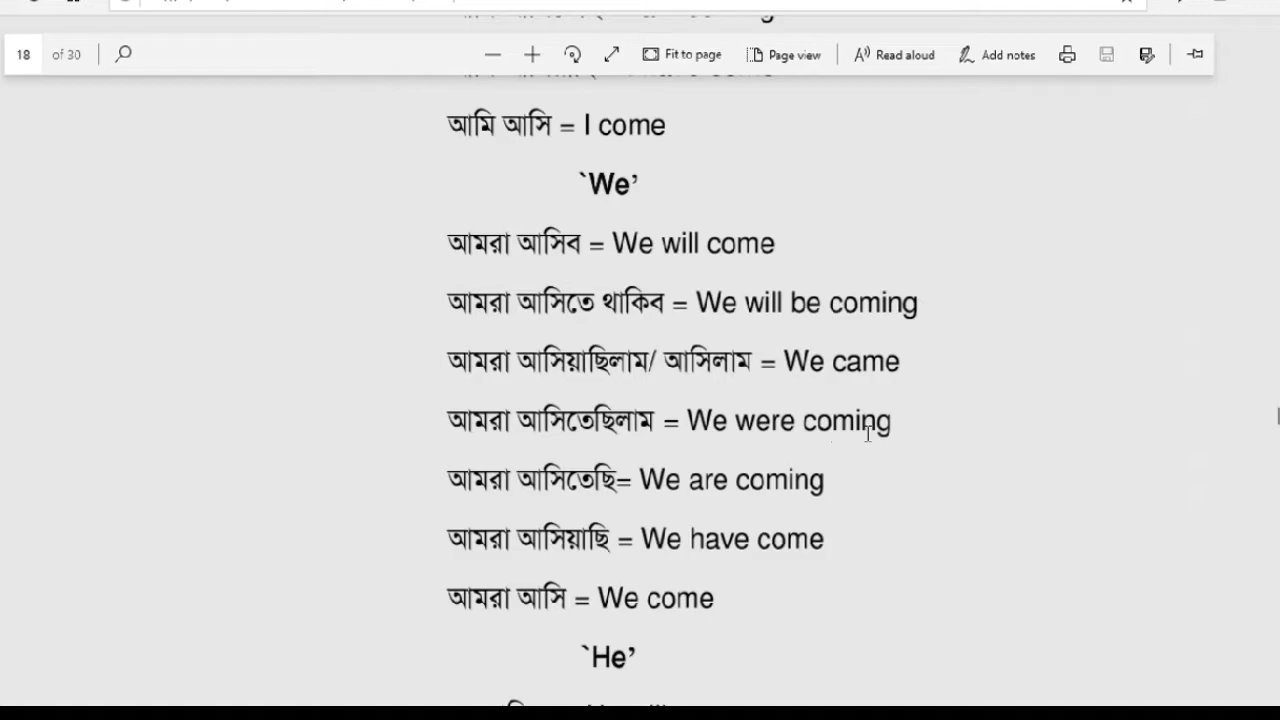 18 of 30 Fit to page Page view Read aloud Add notes
আমি আসি = I come
`We’
আমরা আসিব = We will come
আমরা আসিতে থাকিব = We will be coming
আমরা আসিয়াছিলাম/ আসিলাম = We came
আমরা আসিতেছিলাম = We were coming
আমরা আসিতেছি= We are coming
আমরা আসিয়াছি = We have come
আমরা আসি = We come
`He’